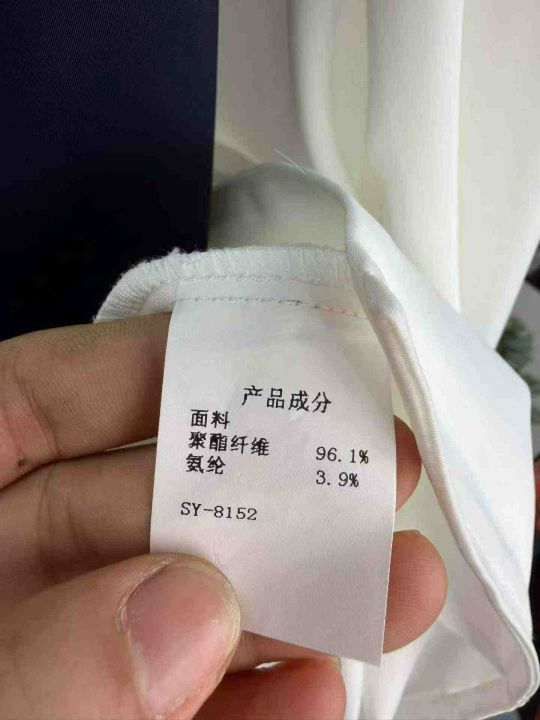 产品成分
面料
聚酯纤维 96.1%
氨纶 3.9%
SY-8152